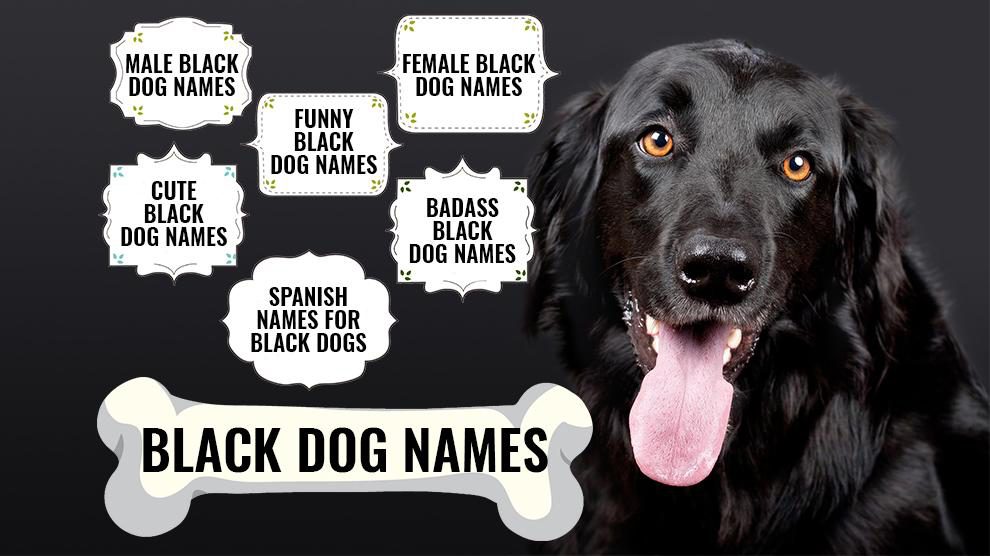 MALE BLACK
DOG NAMES
FEMALE BLACK
DOG NAMES
FUNNY
BLACK
DOG NAMES
CUTE
BLACK
DOG NAMES
BADASS
BLACK
DOG NAMES
SPANISH
NAMES FOR
BLACK DOGS
BLACK DOG NAMES